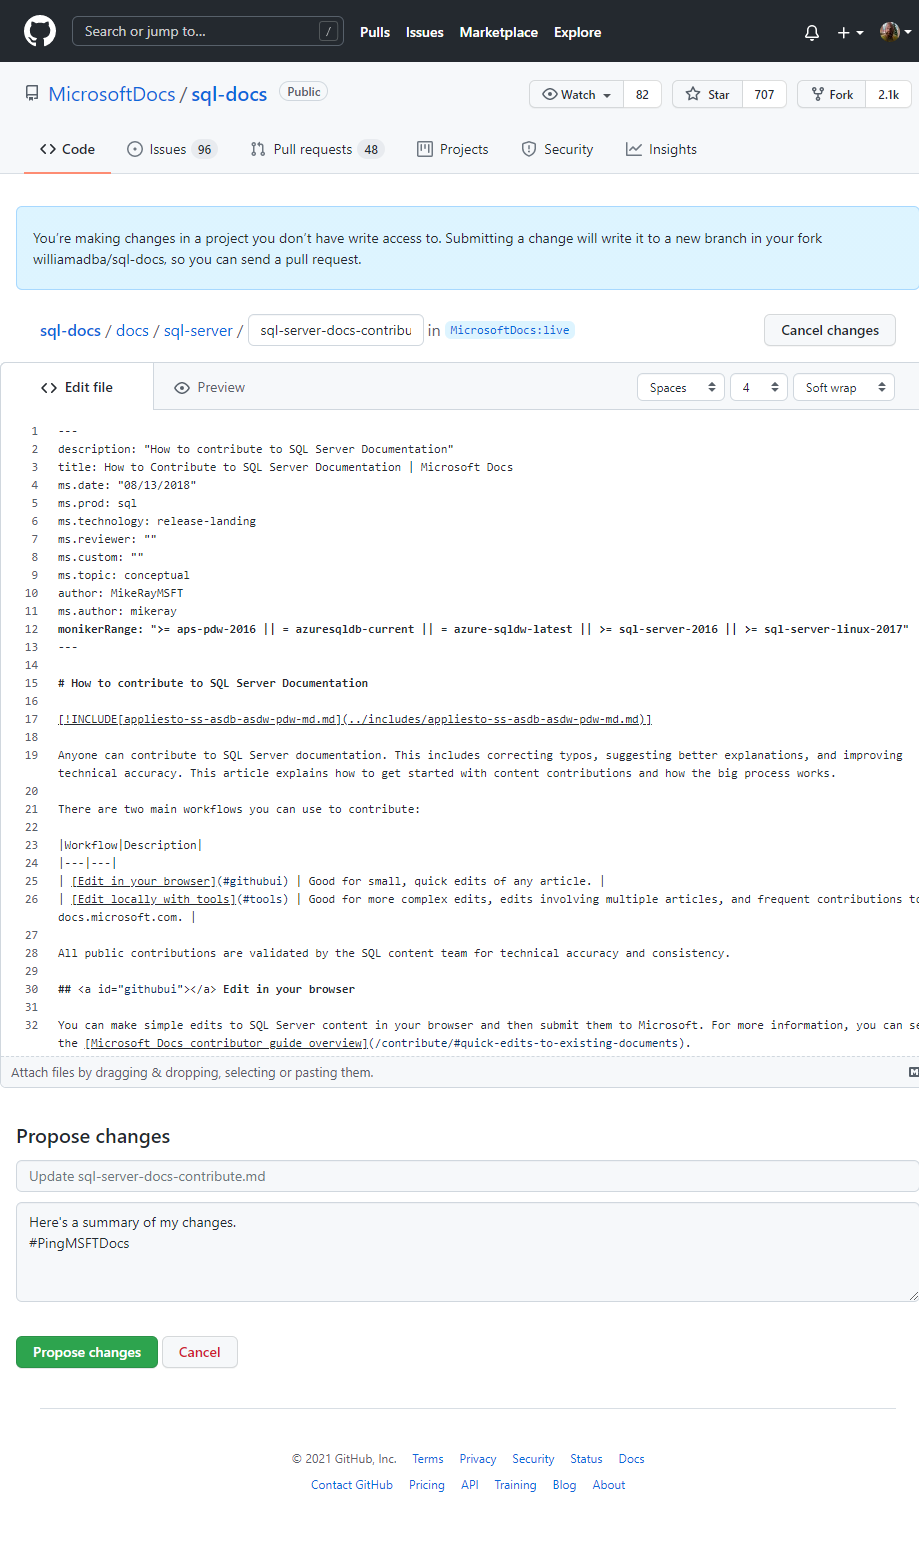 Search or jump to... /
Pulls Issues Marketplace Explore
MicrosoftDocs / sql-docs Public
Watch 82 Star 707 Fork 2.1k
Code Issues 96 Pull requests 48 Projects Security Insights
You're making changes in a project you don't have write access to. Submitting a change will write it to a new branch in your fork
williamadba/sql-docs, so you can send a pull request.
sql-docs / docs / sql-server / sql-server-docs-contribu in MicrosoftDocs:live Cancel changes
<> Edit file Preview Spaces 4 Soft wrap
1 ---
2 description: "How to contribute to SQL Server Documentation"
3 title: How to Contribute to SQL Server Documentation | Microsoft Docs
4 ms.date: "08/13/2018"
5 ms.prod: sql
6 ms.technology: release-landing
7 ms.reviewer: ""
8 ms.custom: ""
9 ms.topic: conceptual
10 author: MikeRayMSFT
11 ms.author: mikeray
12 monikerRange: ">= aps-pdw-2016 || = azuresqldb-current || = azure-sqldw-latest || >= sql-server-2016 || >= sql-server-linux-2017"
13 ---
14
15 # How to contribute to SQL Server Documentation
16
17 [!INCLUDE[appliesto-ss-asdb-asdw-pdw-md.md](../includes/appliesto-ss-asdb-asdw-pdw-md.md)]
18
19 Anyone can contribute to SQL Server documentation. This includes correcting typos, suggesting better explanations, and improving
technical accuracy. This article explains how to get started with content contributions and how the big process works.
20
21 There are two main workflows you can use to contribute:
22
23 |Workflow|Description|
24 |---|---|
25 | [Edit in your browser](#githubui) | Good for small, quick edits of any article. |
26 | [Edit locally with tools](#tools) | Good for more complex edits, edits involving multiple articles, and frequent contributions to
docs.microsoft.com. |
27
28 All public contributions are validated by the SQL content team for technical accuracy and consistency.
29
30 ## <a id="githubui"></a> Edit in your browser
31
32 You can make simple edits to SQL Server content in your browser and then submit them to Microsoft. For more information, you can se
the [Microsoft Docs contributor guide overview](/contribute/#quick-edits-to-existing-documents).
Attach files by dragging & dropping, selecting or pasting them.
Propose changes
Update sql-server-docs-contribute.md
Here's a summary of my changes.
#PingMSFTDocs
Propose changes Cancel
© 2021 GitHub, Inc. Terms Privacy Security Status Docs
Contact GitHub Pricing API Training Blog About